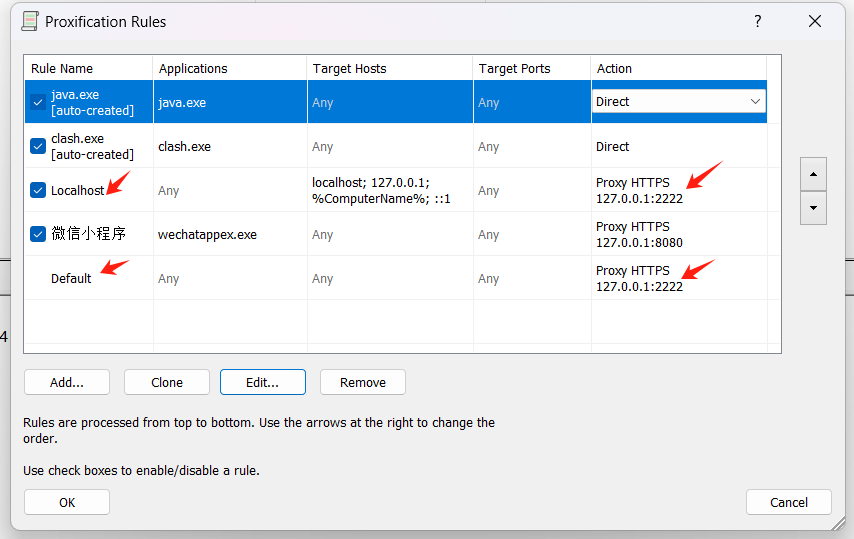 Proxification Rules
?
Rule Name Applications Target Hosts Target Ports Action
java.exe
[auto-created] java.exe Any Any Direct
clash.exe
[auto-created] clash.exe Any Any Direct
Localhost Any localhost; 127.0.0.1; Any Proxy HTTPS
%ComputerName%; ::1 127.0.0.1:2222
微信小程序 wechatappex.exe Any Any Proxy HTTPS
127.0.0.1:8080
Default Any Any Any Proxy HTTPS
127.0.0.1:2222
4
Add... Clone Edit... Remove
Rules are processed from top to bottom. Use the arrows at the right to change the
order.
Use check boxes to enable/disable a rule.
OK Cancel